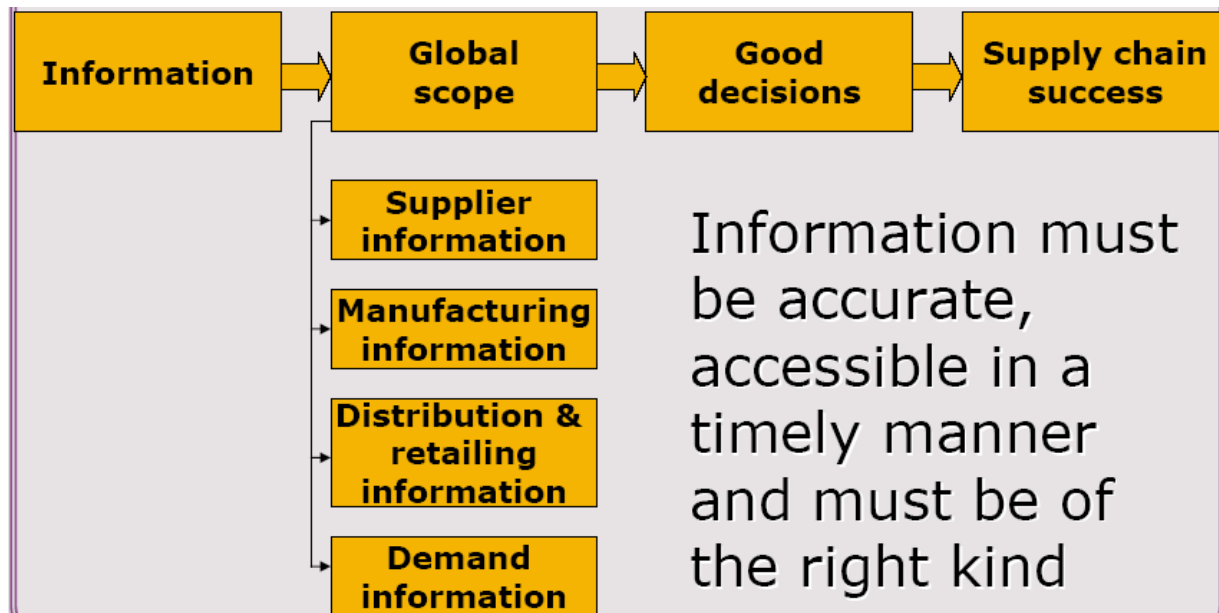 Information
Global
scope
Good
decisions
Supply chain
success
Supplier
information
Manufacturing
information
Distribution &
retailing
information
Demand
information
Information must
be accurate,
accessible in a
timely manner
and must be of
the right kind